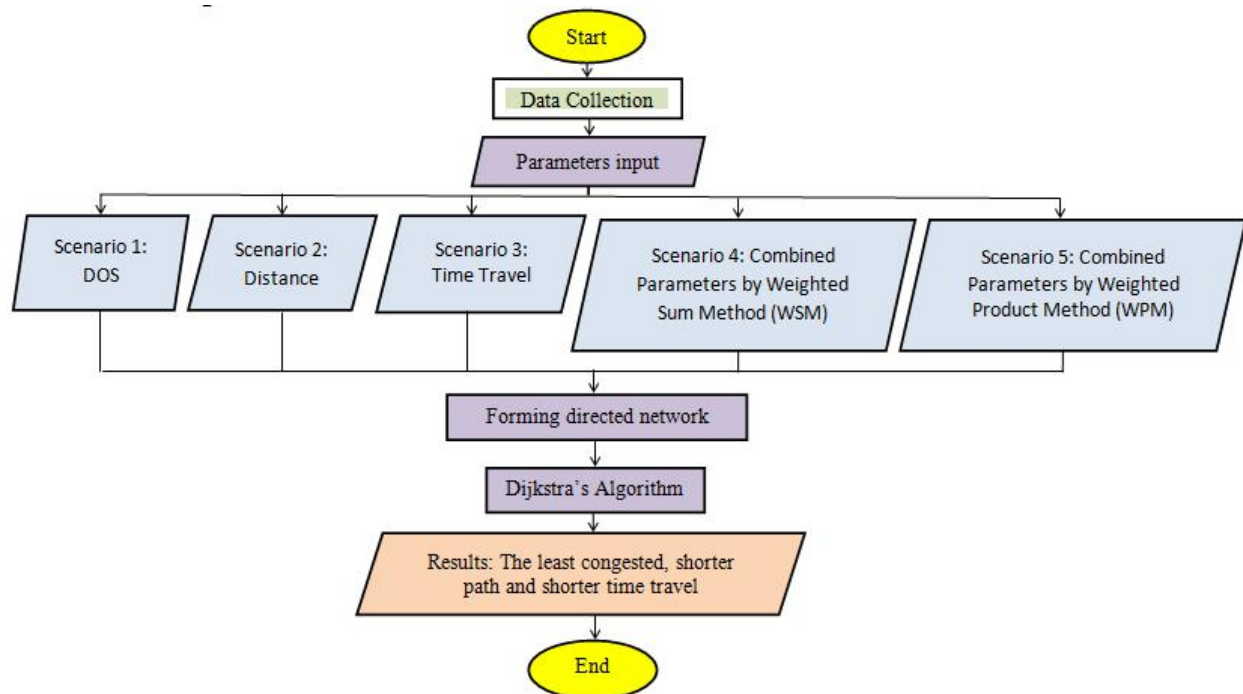 Start
Data Collection
Parameters input
Scenario 1:
DOS
Scenario 2:
Distance
Scenario 3:
Time Travel
Scenario 4: Combined
Parameters by Weighted
Sum Method (WSM)
Scenario 5: Combined
Parameters by Weighted
Product Method (WPM)
Forming directed network
Dijkstra’s Algorithm
Results: The least congested, shorter
path and shorter time travel
End